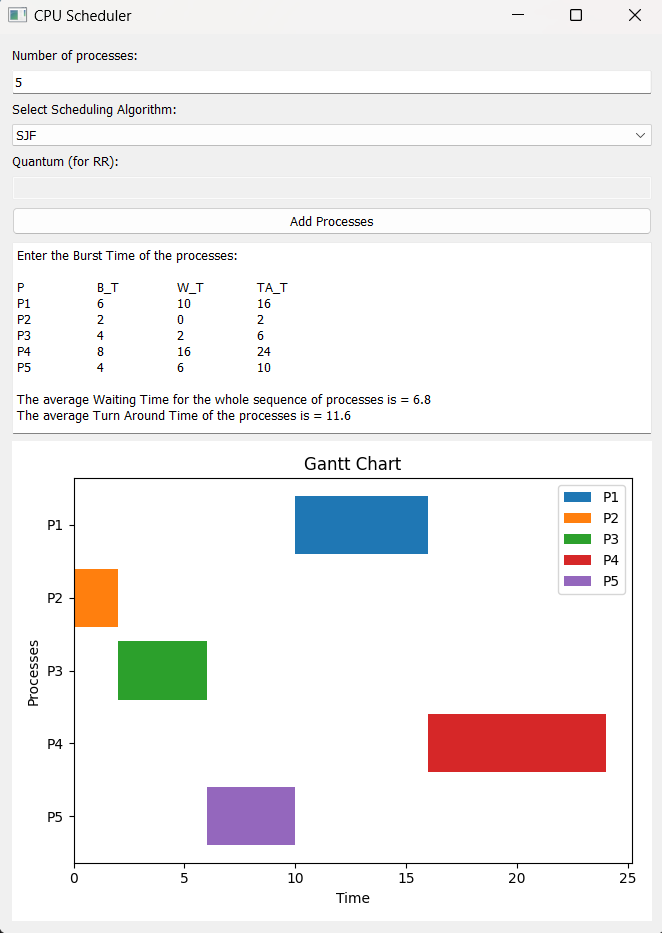 CPU Scheduler
Number of processes:
5
Select Scheduling Algorithm:
SJF
Quantum (for RR):
Add Processes
Enter the Burst Time of the processes:
P B_T W_T TA_T
P1 6 10 16
P2 2 0 2
P3 4 2 6
P4 8 16 24
P5 4 6 10
The average Waiting Time for the whole sequence of processes is = 6.8
The average Turn Around Time of the processes is = 11.6
Gantt Chart
P1
P2
P3
P4
P5
Processes
P1
P2
P3
P4
P5
0 5 10 15 20 25
Time